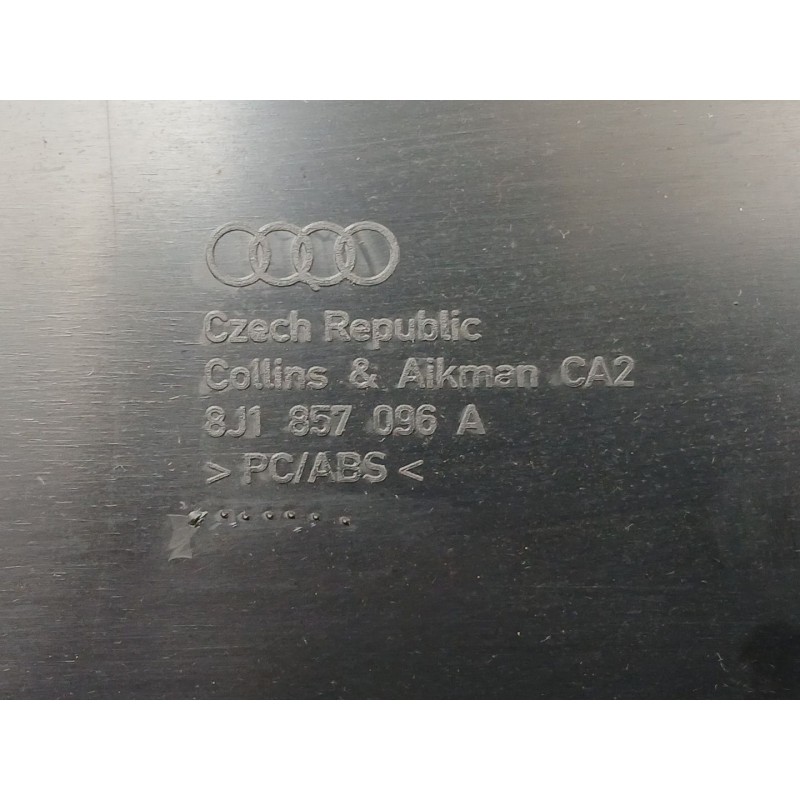 Czech Republic
Collins & Aikman CA2
8J1 857 096 A
> PC/ABS <